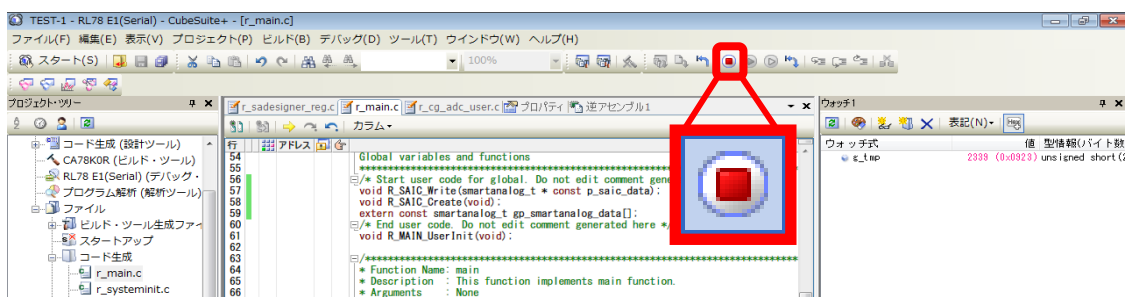 TEST-1 - RL78 E1(Serial) - CubeSuite+ - [r_main.c]
ファイル(F) 編集(E) 表示(V) プロジェクト(P) ビルド(B) デバッグ(D) ツール(T) ウインドウ(W) ヘルプ(H)
スタート(S) 100%
プロジェクト・ツリー
コード生成 (設計ツール)
CA78K0R (ビルド・ツール)
RL78 E1(Serial) (デバッグ・
プログラム解析 (解析ツール)
ファイル
ビルド・ツール生成ファイ
スタートアップ
コード生成
r_main.c
r_systeminit.c
r_sadesigner_reg.c r_main.c r_cg_adc_user.c プロパティ 逆アセンブル1
カラム
行 アドレス
54 Global variables and functions
55 ******************************************************************************
56 /* Start user code for global. Do not edit comment gene
57 void R_SAIC_Write(smartanalog_t * const p_saic_data);
58 void R_SAIC_Create(void);
59 extern const smartanalog_t gp_smartanalog_data[];
60 /* End user code. Do not edit comment generated here */
61 void R_MAIN_UserInit(void);
62
63 /******************************************************************************
64 * Function Name: main
65 * Description : This function implements main function.
66 * Arguments : None
ウォッチ1
表記(N)
ウォッチ式 値 型情報(バイト数
g_tmp 2339 (0x0923) unsigned short(2